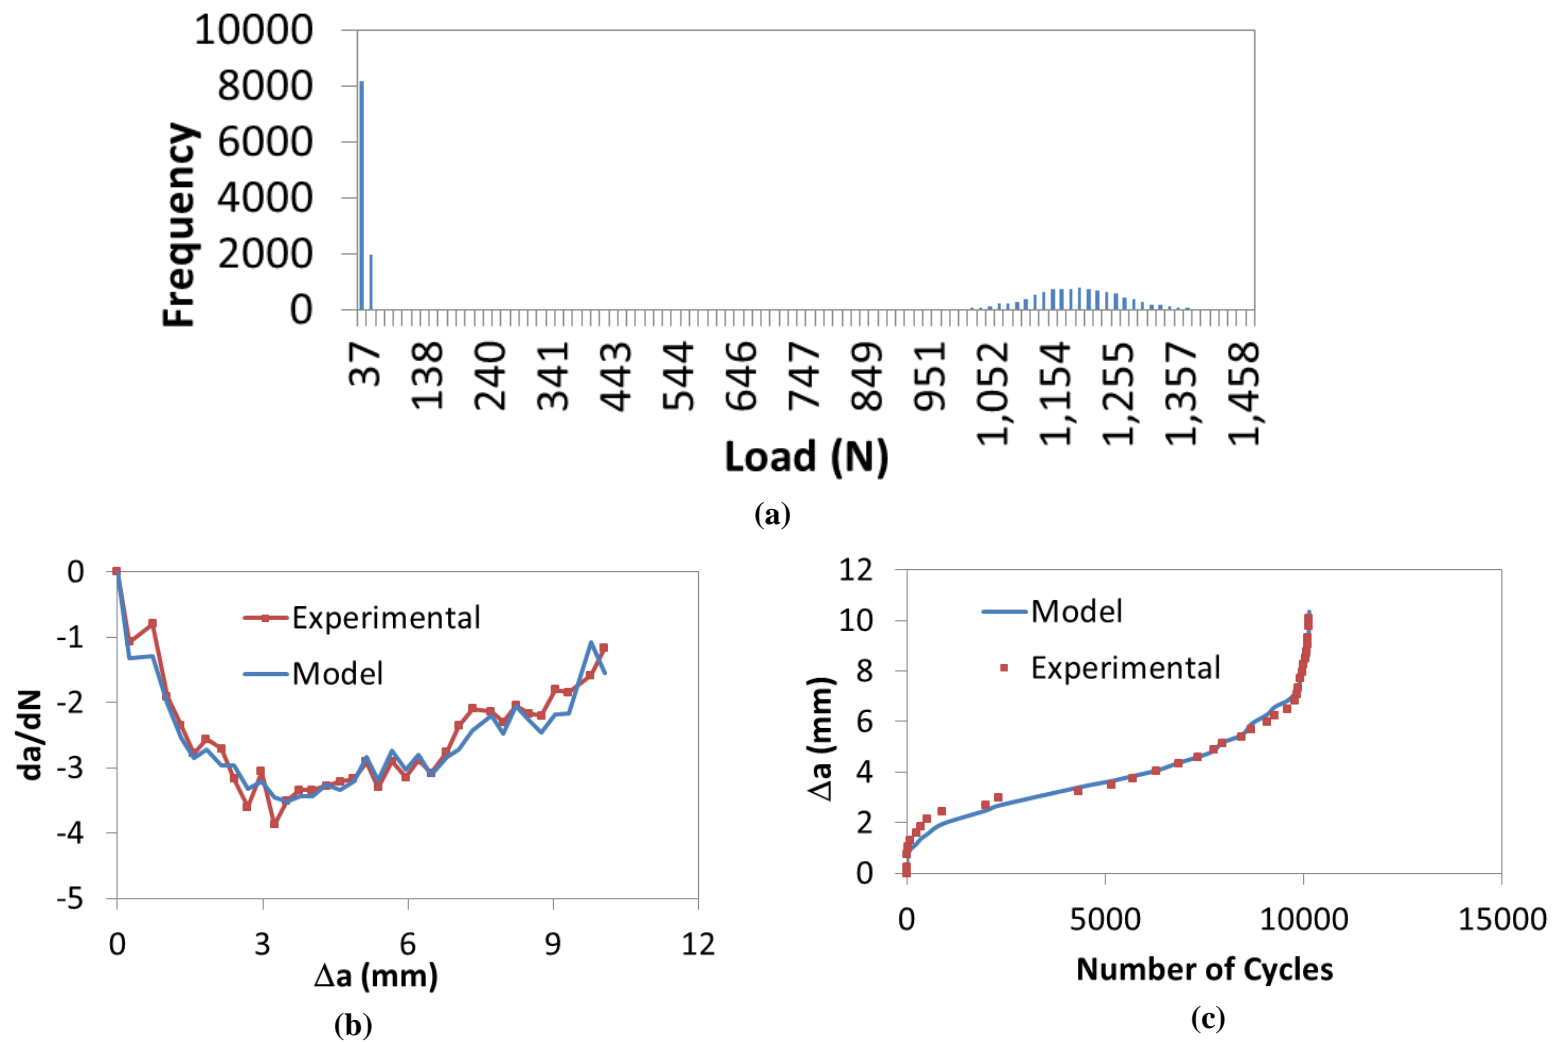 10000
8000
6000
4000
2000
0
Frequency
37
138
240
341
443
544
646
747
849
951
1,052
1,154
1,255
1,357
1,458
Load (N)
(a)
0
-1
-2
-3
-4
-5
da/dN
Experimental
Model
0 3 6 9 12
Δa (mm)
(b)
12
10
8
6
4
2
0
Δa (mm)
Model
Experimental
0 5000 10000 15000
Number of Cycles
(c)